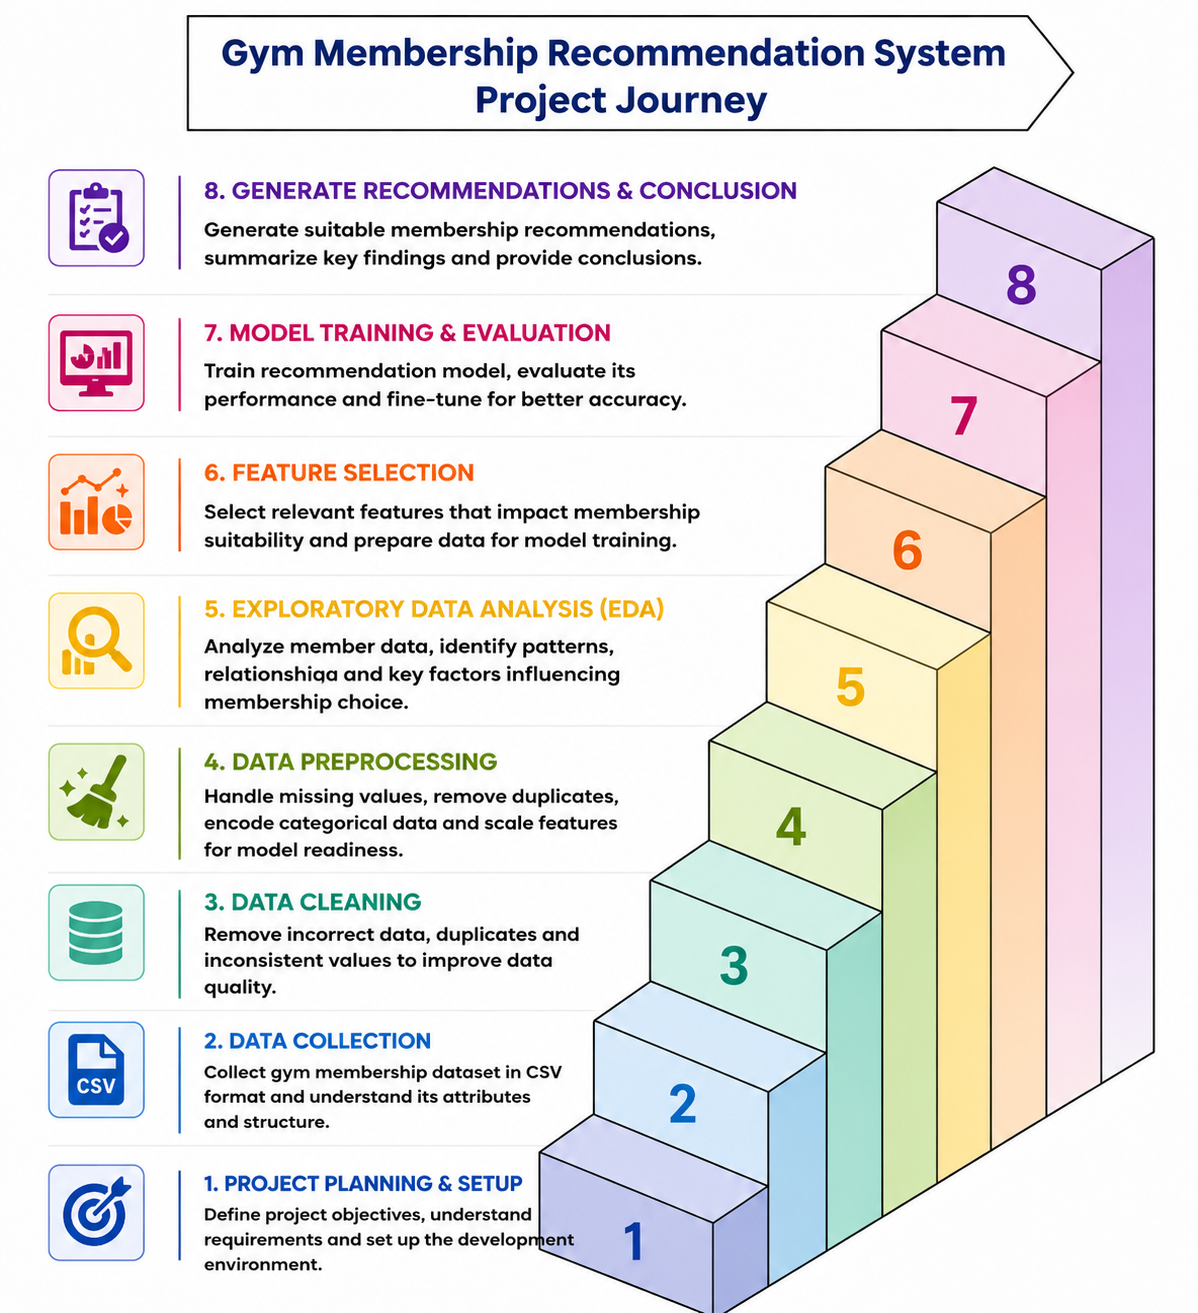 Gym Membership Recommendation System
Project Journey
8. GENERATE RECOMMENDATIONS & CONCLUSION
Generate suitable membership recommendations,
summarize key findings and provide conclusions.
7. MODEL TRAINING & EVALUATION
Train recommendation model, evaluate its
performance and fine-tune for better accuracy.
6. FEATURE SELECTION
Select relevant features that impact membership
suitability and prepare data for model training.
5. EXPLORATORY DATA ANALYSIS (EDA)
Analyze member data, identify patterns,
relationshiqa and key factors influencing
membership choice.
4. DATA PREPROCESSING
Handle missing values, remove duplicates,
encode categorical data and scale features
for model readiness.
3. DATA CLEANING
Remove incorrect data, duplicates and
inconsistent values to improve data
quality.
2. DATA COLLECTION
CSV
Collect gym membership dataset in CSV
format and understand its attributes
and structure.
1. PROJECT PLANNING & SETUP
Define project objectives, understand
requirements and set up the development
environment.
8
7
6
5
4
3
2
1